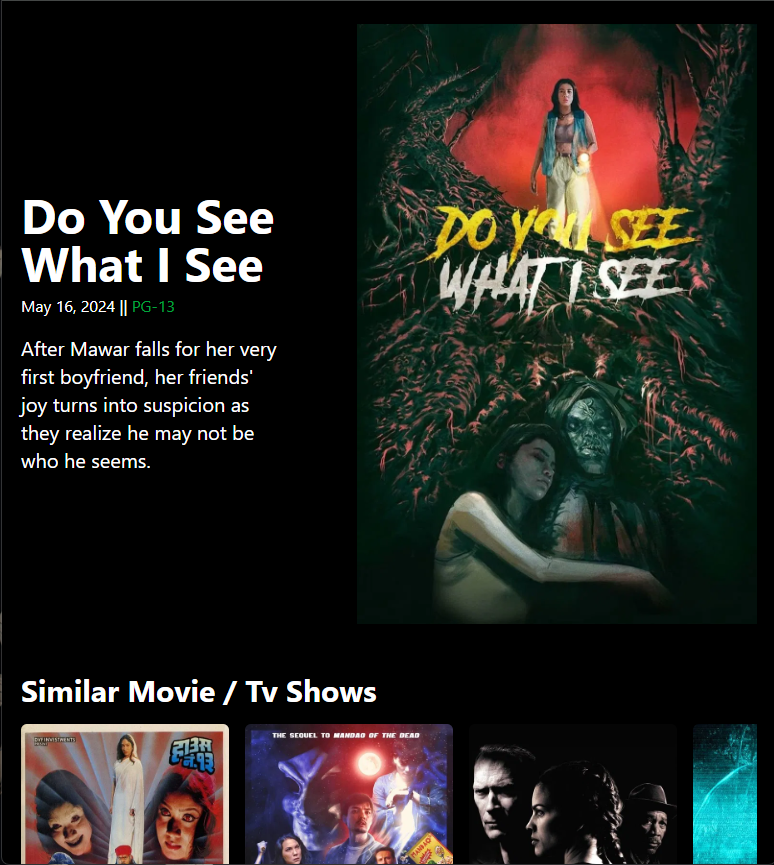 Do You See
What I See
May 16, 2024 || PG-13
After Mawar falls for her very
first boyfriend, her friends'
joy turns into suspicion as
they realize he may not be
who he seems.
DO YOU SEE
WHAT I SEE
Similar Movie / Tv Shows
हाउस
नं.१३
THE SEQUEL TO MANDAO OF THE DEAD